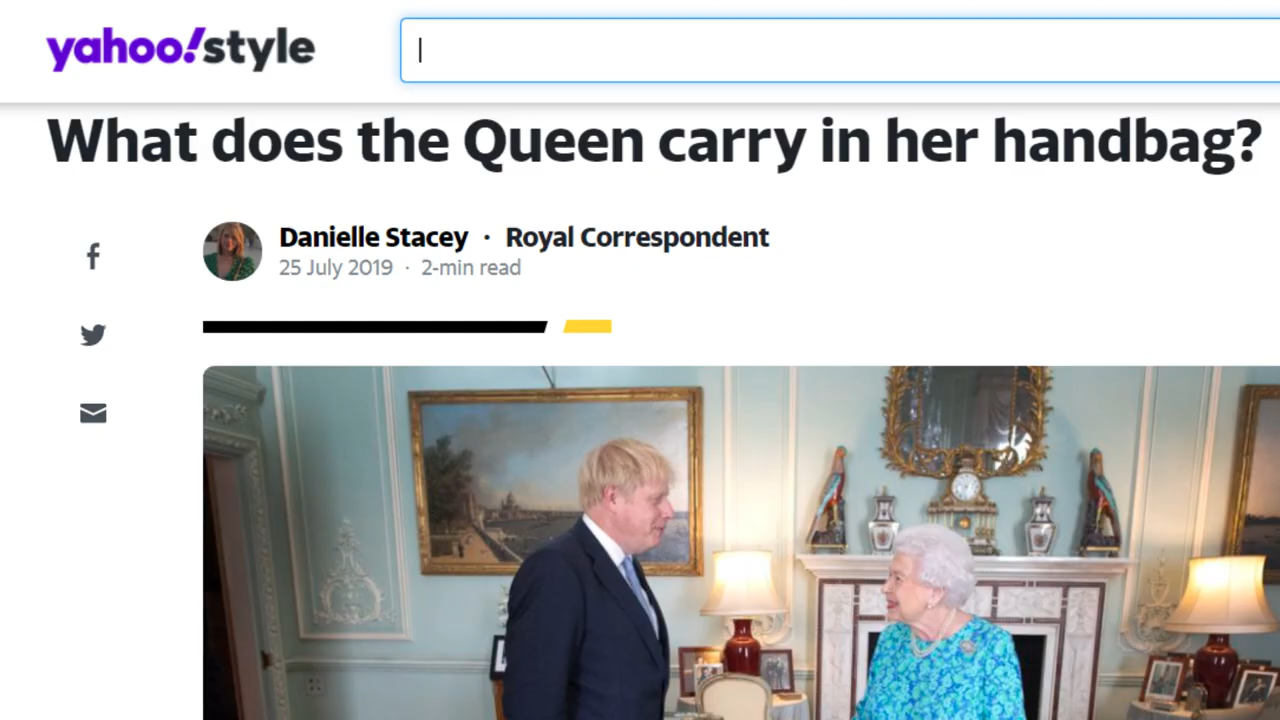 yahoo!style
What does the Queen carry in her handbag?
Danielle Stacey · Royal Correspondent
25 July 2019 · 2-min read